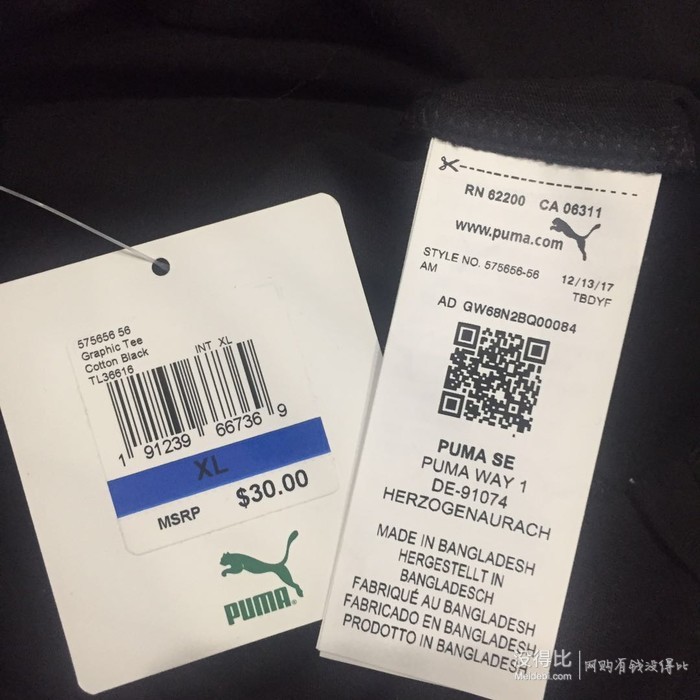 575656 56
Graphic Tee
Cotton Black
TL36616
INT XL
1 91239 66736 9
XL
MSRP $30.00
PUMA®
RN 62200 CA 06311
www.puma.com
STYLE NO. 575656-56 12/13/17
AM TBDYF
AD GW68N2BQ00084
PUMA SE
PUMA WAY 1
DE-91074
HERZOGENAURACH
MADE IN BANGLADESH
HERGESTELLT IN
BANGLADESCH
FABRIQUÉ AU BANGLADESH
FABRICADO EN BANGLADESH
PRODOTTO IN BANGLADESH
没得比 | 网购有钱没得比
Meidebi.com